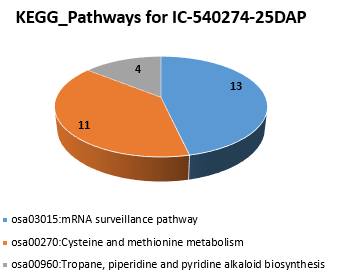 KEGG_Pathways for IC-540274-25DAP
4
13
11
osa03015:mRNA surveillance pathway
osa00270:Cysteine and methionine metabolism
osa00960:Tropane, piperidine and pyridine alkaloid biosynthesis